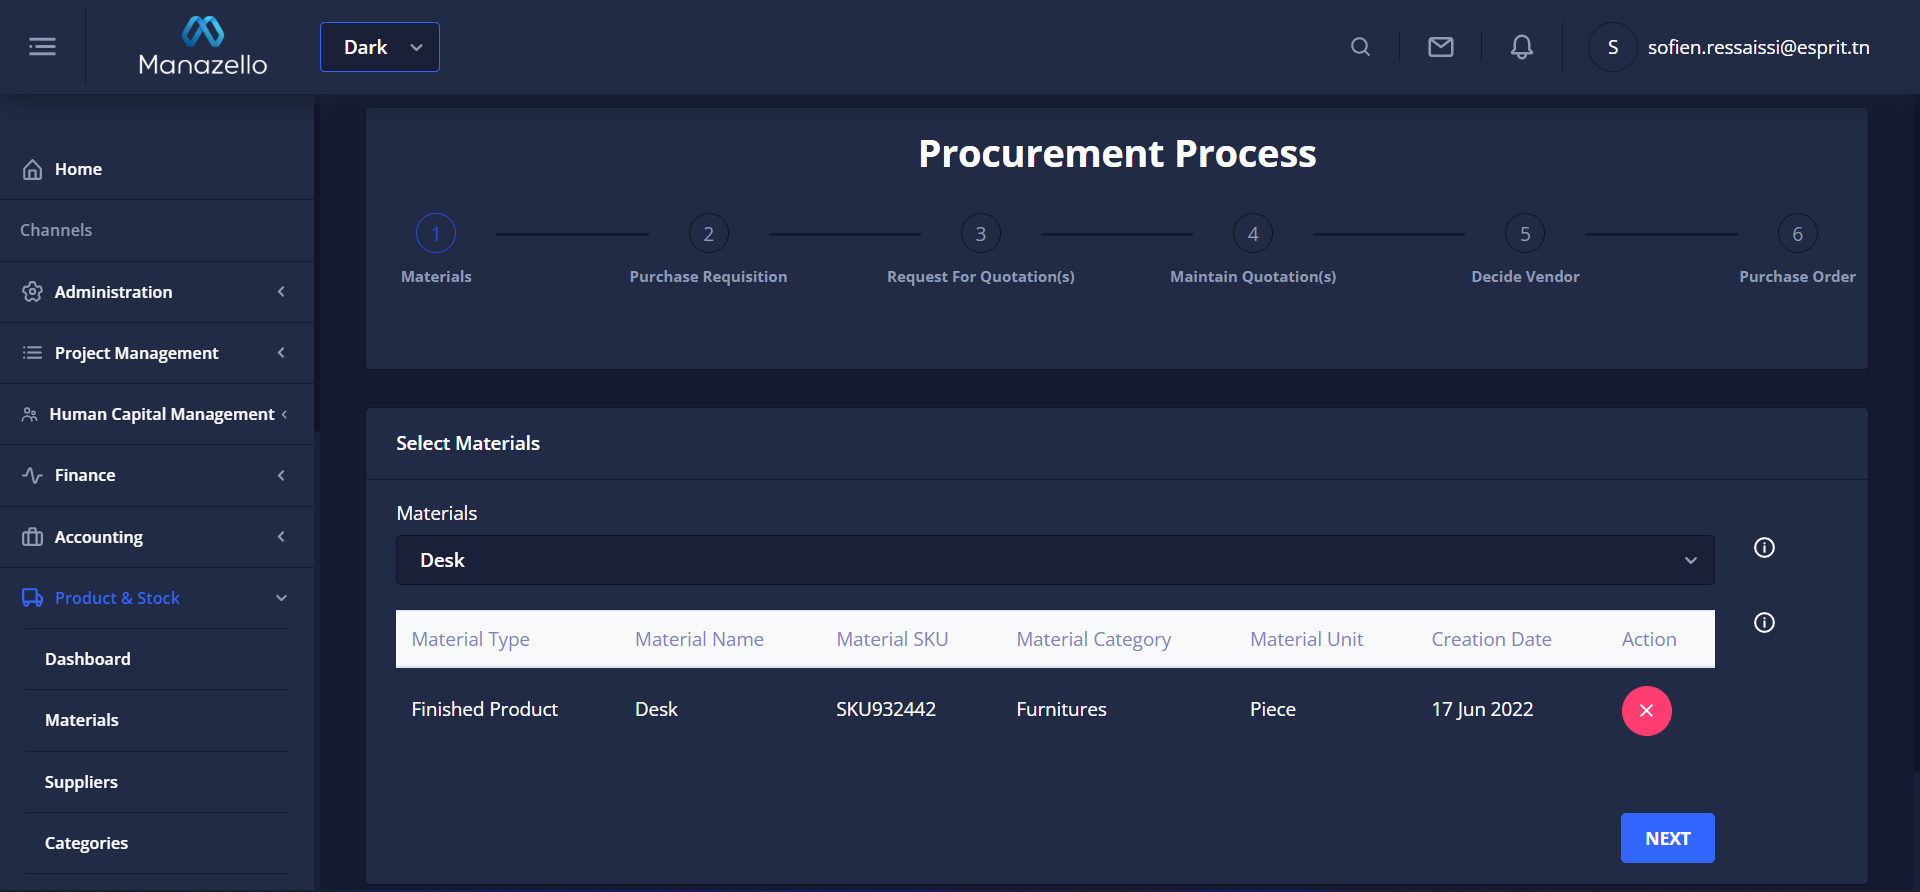 Manazello
Dark
S sofien.ressaissi@esprit.tn
Home
Channels
Administration
Project Management
Human Capital Management
Finance
Accounting
Product & Stock
Dashboard
Materials
Suppliers
Categories
Procurement Process
1 2 3 4 5 6
Materials Purchase Requisition Request For Quotation(s) Maintain Quotation(s) Decide Vendor Purchase Order
Select Materials
Materials
Desk
Material Type Material Name Material SKU Material Category Material Unit Creation Date Action
Finished Product Desk SKU932442 Furnitures Piece 17 Jun 2022
NEXT